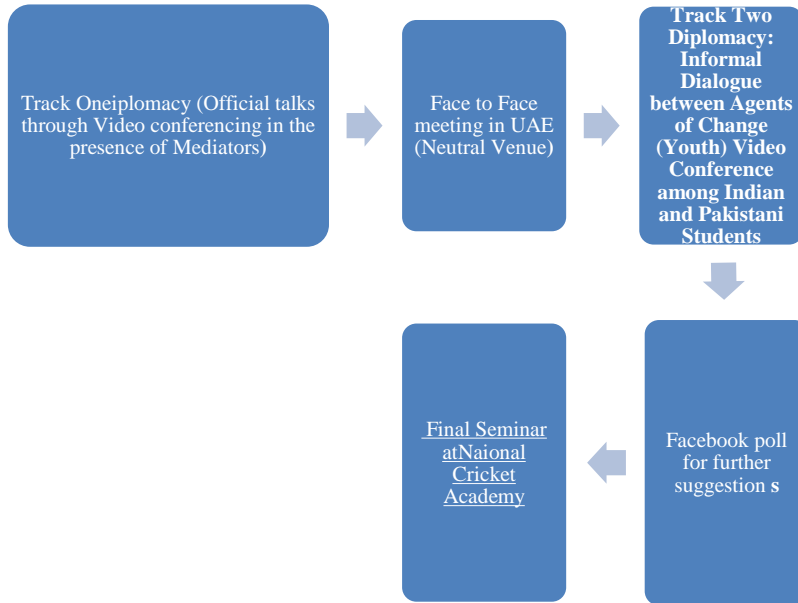 Track Oneiplomacy (Official talks
through Video conferencing in the
presence of Mediators)
Face to Face
meeting in UAE
(Neutral Venue)
Track Two
Diplomacy:
Informal
Dialogue
between Agents
of Change
(Youth) Video
Conference
among Indian
and Pakistani
Students
Facebook poll
for further
suggestion s
Final Seminar
atNaional
Cricket
Academy